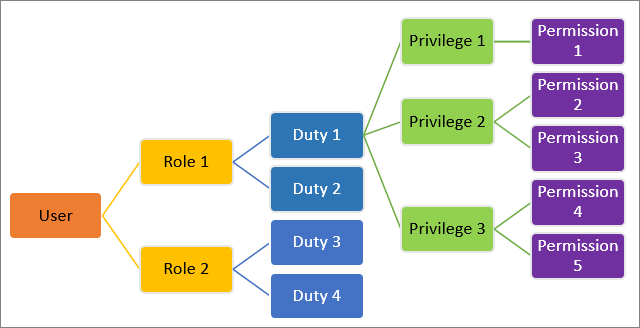 User
Role 1
Role 2
Duty 1
Duty 2
Duty 3
Duty 4
Privilege 1
Privilege 2
Privilege 3
Permission
1
Permission
2
Permission
3
Permission
4
Permission
5